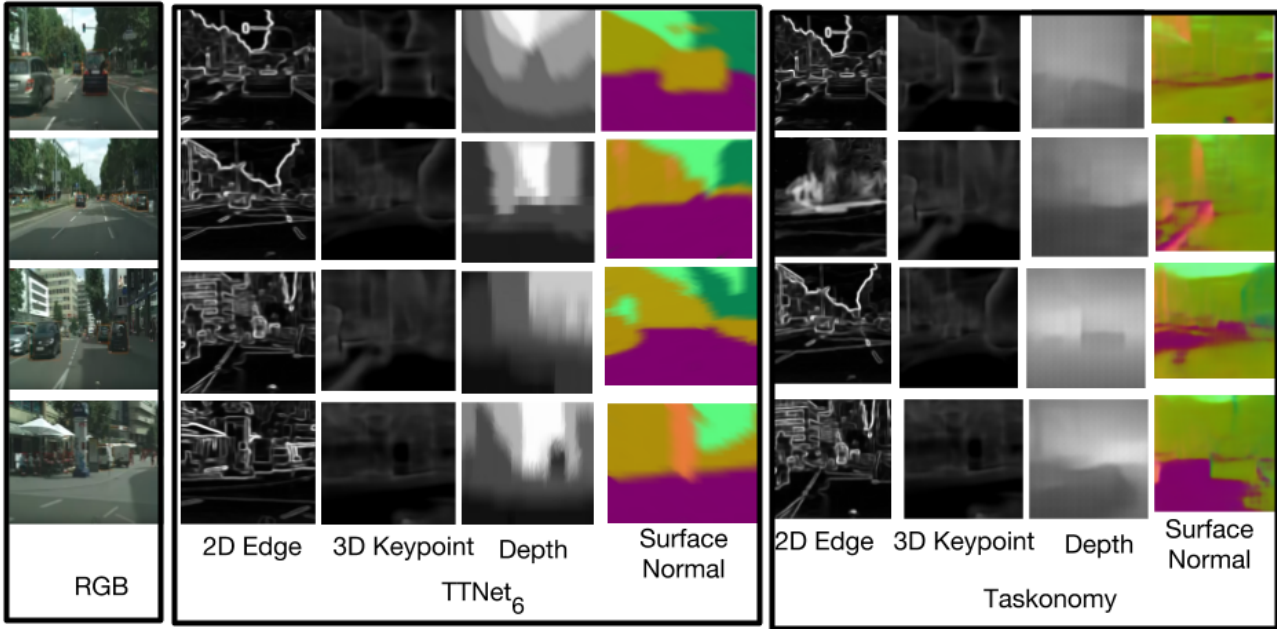 RGB
2D Edge 3D Keypoint Depth Surface Normal
TTNet6
2D Edge 3D Keypoint Depth Surface Normal
Taskonomy